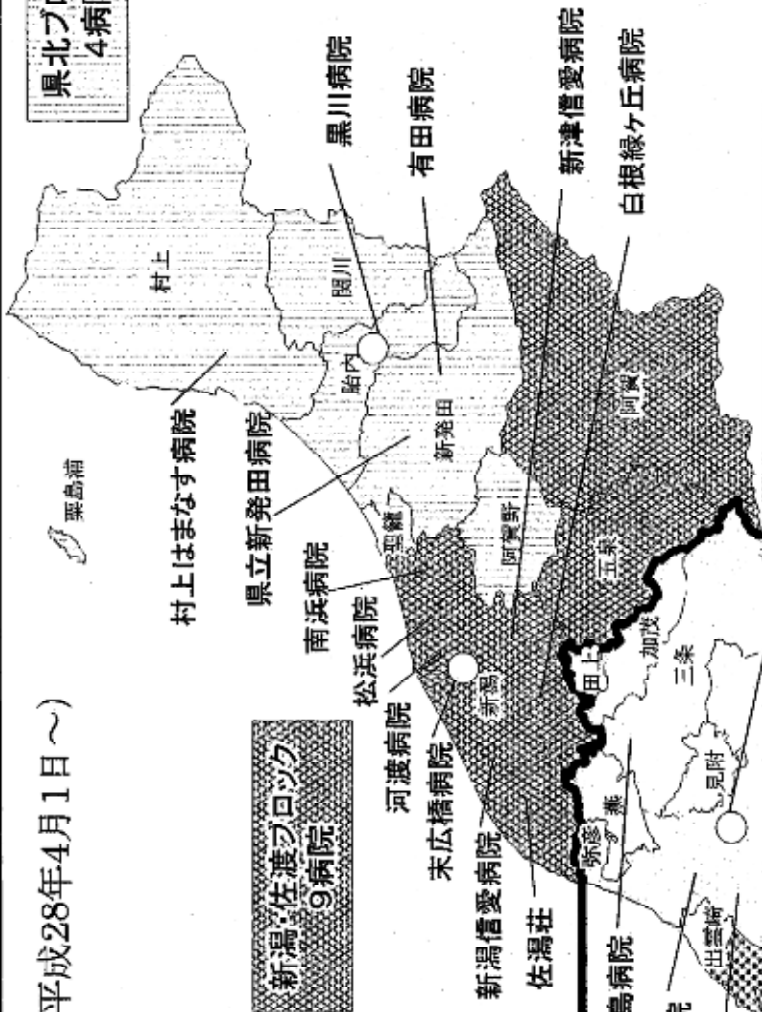 平成28年4月1日～)
県北ブ
4病
新潟・佐渡ブロック
9病院
粟島浦
村上はまなす病院
県立新発田病院
南浜病院
松浜病院
河渡病院
末広橋病院
新潟信愛病院
佐潟荘
黒川病院
有田病院
新津信愛病院
白根緑ヶ丘病院
村上
関川
胎内
新発田
聖籠
阿賀野
阿賀
五泉
新潟
田上
加茂
三条
見附
燕
弥彦
出雲崎
島病院
院